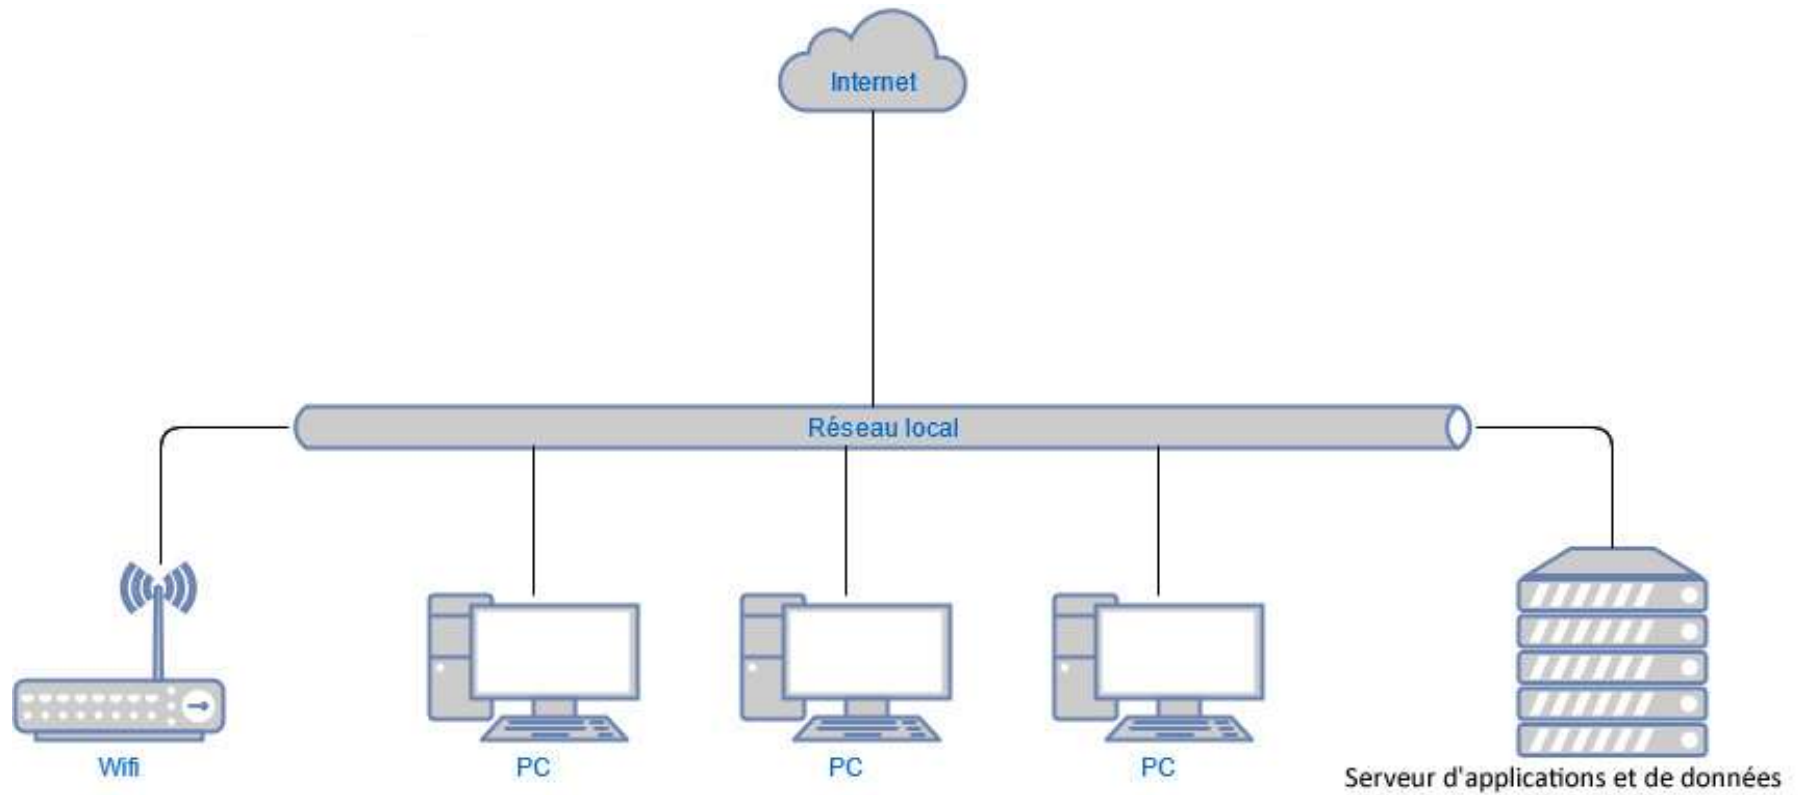 Internet
Réseau local
Wifi
PC
PC
PC
Serveur d'applications et de données